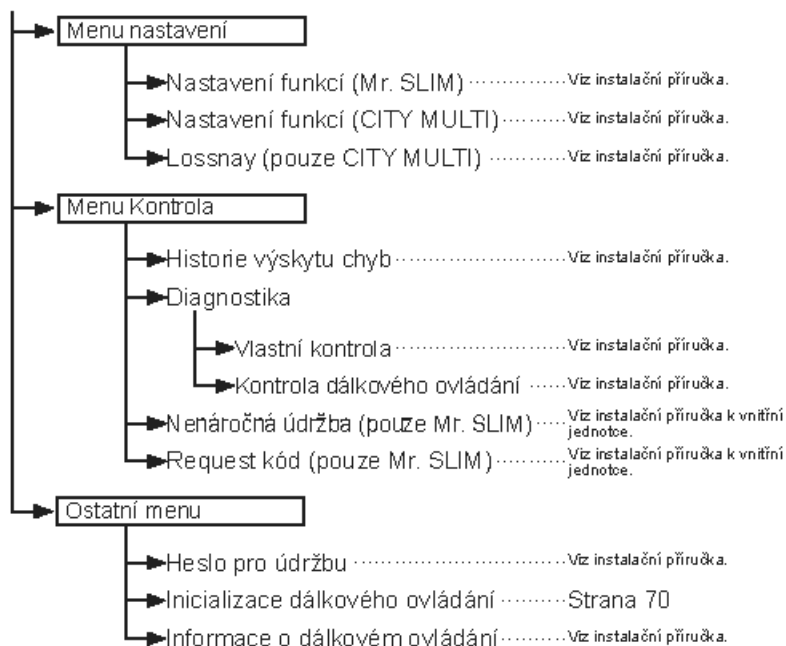 Menu nastavení
Nastavení funkcí (Mr. SLIM) ·············· Viz instalační příručka.
Nastavení funkcí (CITY MULTI) ········· Viz instalační příručka.
Lossnay (pouze CITY MULTI) ············ Viz instalační příručka.
Menu Kontrola
Historie výskytu chyb ························ Viz instalační příručka.
Diagnostika
Vlastní kontrola ························ Viz instalační příručka.
Kontrola dálkového ovládání ······ Viz instalační příručka.
Nenáročná údržba (pouze Mr. SLIM) ····· Viz instalační příručka k vnitřní
jednotce.
Request kód (pouze Mr. SLIM) ·········· Viz instalační příručka k vnitřní
jednotce.
Ostatní menu
Heslo pro údržbu ······························ Viz instalační příručka.
Inicializace dálkového ovládání ·········· Strana 70
Informace o dálkovém ovládání ·········· Viz instalační příručka.